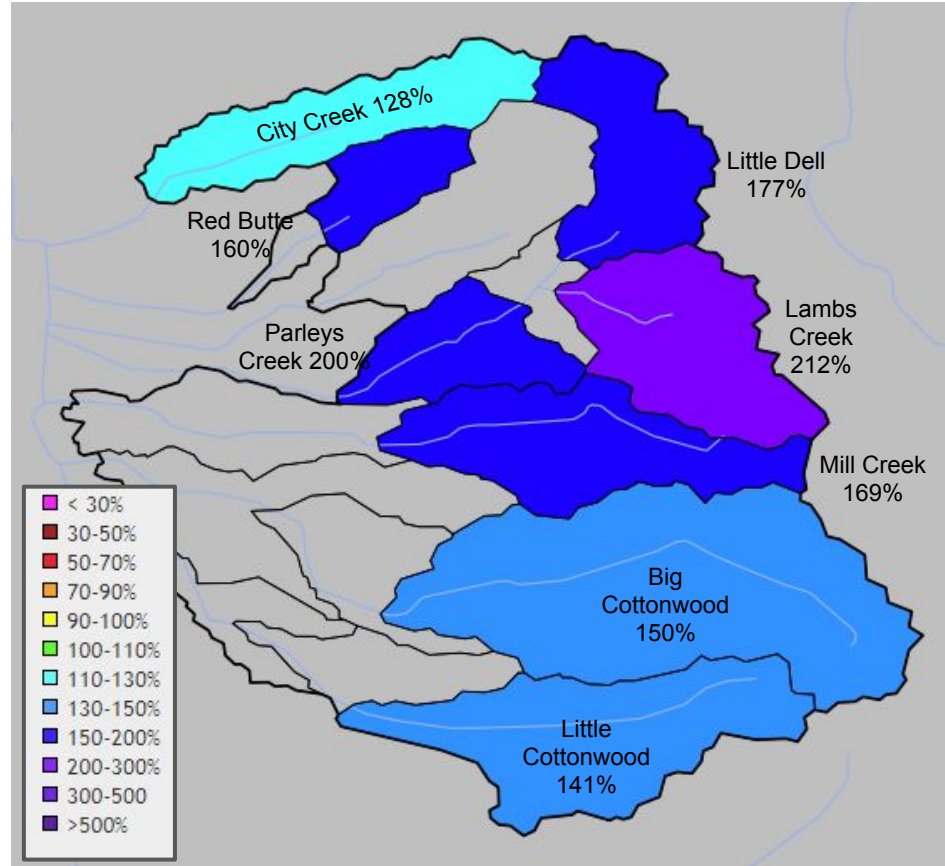 City Creek 128%
Little Dell
177%
Red Butte
160%
Parleys
Creek 200%
Lambs
Creek
212%
Mill Creek
169%
Big
Cottonwood
150%
Little
Cottonwood
141%
< 30%
30-50%
50-70%
70-90%
90-100%
100-110%
110-130%
130-150%
150-200%
200-300%
300-500
>500%